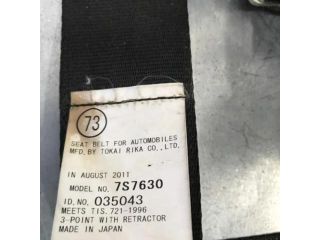 73
SEAT BELT FOR AUTOMOBILES
MFD. BY TOKAI RIKA CO., LTD.
IN AUGUST 2011
MODEL NO. 7S7630
ID. NO. 035043
MEETS TIS. 721-1996
3-POINT WITH RETRACTOR
MADE IN JAPAN